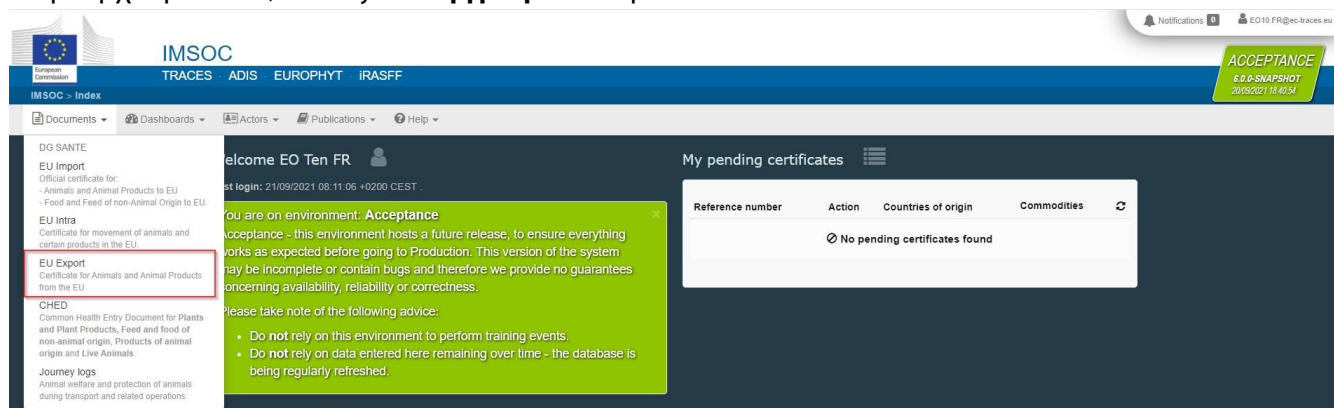 Notifications 0 EO10.FR@ec-traces.eu
European
Commission
IMSOC
TRACES · ADIS · EUROPHYT · iRASFF
ACCEPTANCE
6.0.0-SNAPSHOT
20/09/2021 18:40:54
IMSOC > Index
Documents Dashboards Actors Publications Help
DG SANTE
EU Import
Official certificate for:
- Animals and Animal Products to EU
- Food and Feed of non-Animal Origin to EU.
EU Intra
Certificate for movement of animals and
certain products in the EU.
EU Export
Certificate for Animals and Animal Products
from the EU
CHED
Common Health Entry Document for Plants
and Plant Products, Feed and food of
non-animal origin, Products of animal
origin and Live Animals.
Journey logs
Animal welfare and protection of animals
during transport and related operations
elcome EO Ten FR
st login: 21/09/2021 08:11:06 +0200 CEST .
You are on environment: Acceptance
Acceptance - this environment hosts a future release, to ensure everything
works as expected before going to Production. This version of the system
may be incomplete or contain bugs and therefore we provide no guarantees
concerning availability, reliability or correctness.
Please take note of the following advice:
• Do not rely on this environment to perform training events.
• Do not rely on data entered here remaining over time - the database is
being regularly refreshed.
My pending certificates
Reference number Action Countries of origin Commodities
No pending certificates found